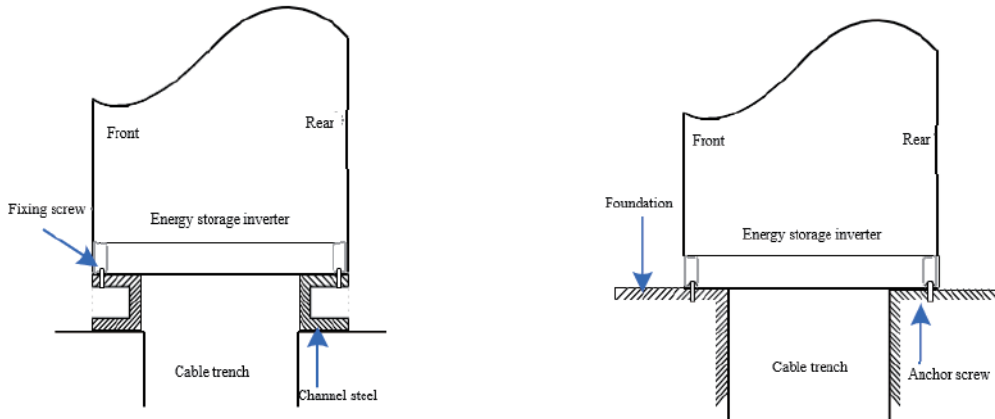 Front
Rear
Fixing screw
Energy storage inverter
Cable trench
Channel steel
Front
Rear
Foundation
Energy storage inverter
Cable trench
Anchor screw